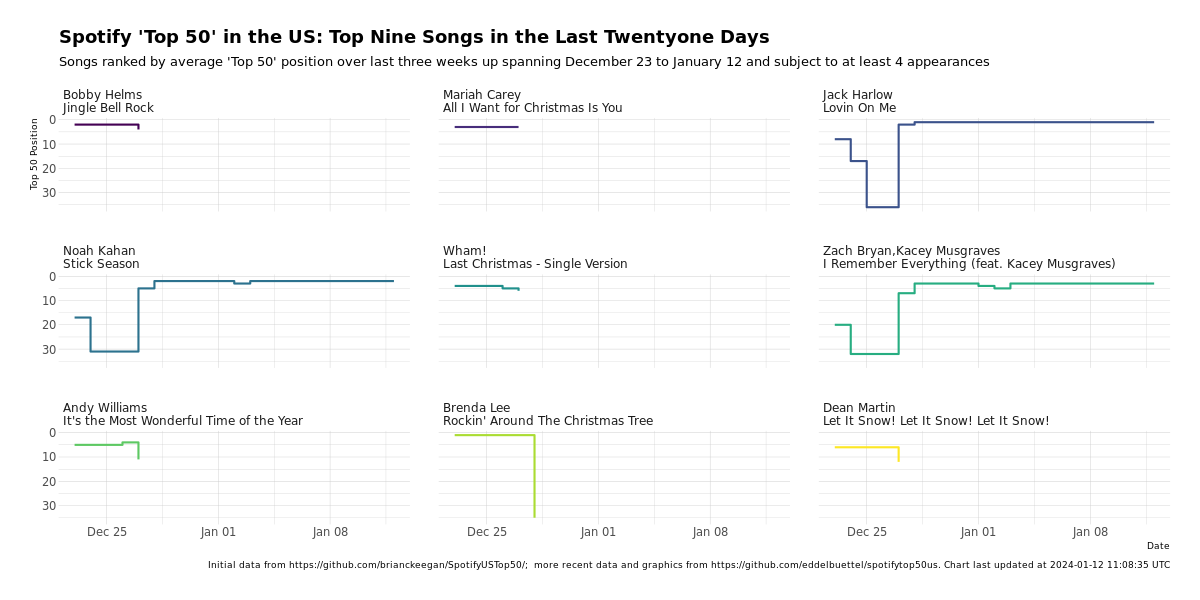 Spotify 'Top 50' in the US: Top Nine Songs in the Last Twentyone Days
Songs ranked by average 'Top 50' position over last three weeks up spanning December 23 to January 12 and subject to at least 4 appearances
Bobby Helms
Jingle Bell Rock
Mariah Carey
All I Want for Christmas Is You
Jack Harlow
Lovin On Me
Top 50 Position
0
10
20
30
Noah Kahan
Stick Season
Wham!
Last Christmas - Single Version
Zach Bryan,Kacey Musgraves
I Remember Everything (feat. Kacey Musgraves)
0
10
20
30
Andy Williams
It's the Most Wonderful Time of the Year
Brenda Lee
Rockin' Around The Christmas Tree
Dean Martin
Let It Snow! Let It Snow! Let It Snow!
0
10
20
30
Dec 25 Jan 01 Jan 08 Dec 25 Jan 01 Jan 08 Dec 25 Jan 01 Jan 08
Date
Initial data from https://github.com/brianckeegan/SpotifyUSTop50/;  more recent data and graphics from https://github.com/eddelbuettel/spotifytop50us. Chart last updated at 2024-01-12 11:08:35 UTC